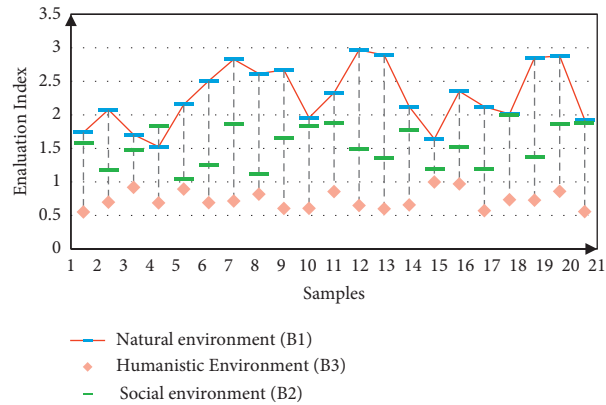 3.5
3
2.5
2
1.5
1
0.5
0
Enaluation Index
1 2 3 4 5 6 7 8 9 10 11 12 13 14 15 16 17 18 19 20 21
Samples
Natural environment (B1)
Humanistic Environment (B3)
Social environment (B2)